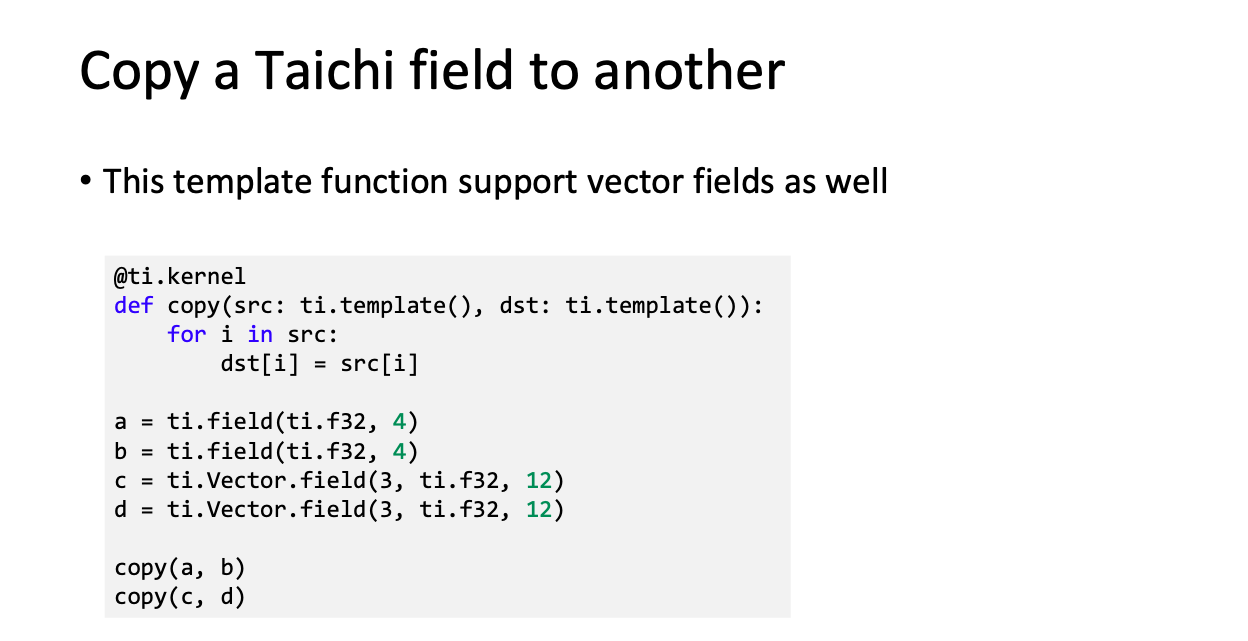 Copy a Taichi field to another
• This template function support vector fields as well
@ti.kernel
def copy(src: ti.template(), dst: ti.template()):
    for i in src:
        dst[i] = src[i]
a = ti.field(ti.f32, 4)
b = ti.field(ti.f32, 4)
c = ti.Vector.field(3, ti.f32, 12)
d = ti.Vector.field(3, ti.f32, 12)
copy(a, b)
copy(c, d)